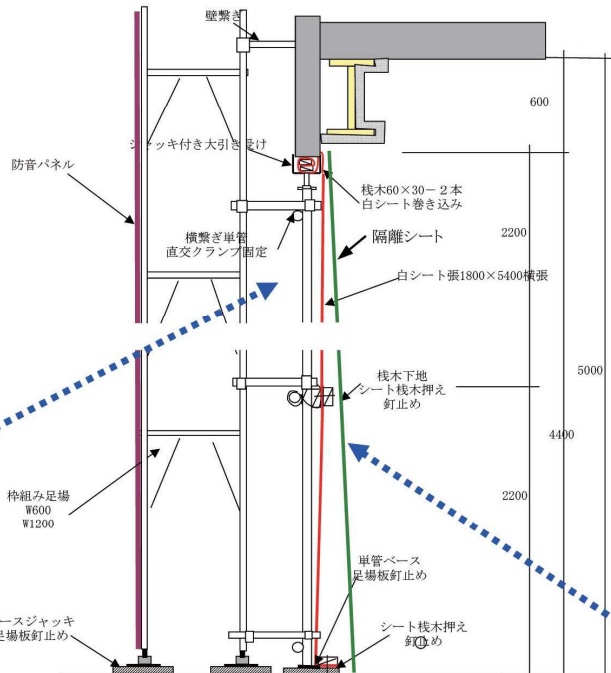 壁繋ぎ
600
防音パネル
ジャッキ付き大引き受け
桟木60×30－２本
白シート巻き込み
横繋ぎ単管
直交クランプ固定
隔離シート
2200
白シート張1800×5400横張
5000
桟木下地
シート桟木押え
釘止め
4400
枠組み足場
W600
W1200
2200
単管ベース
足場板釘止め
ースジャッキ
足場板釘止め
シート桟木押え
釘止め